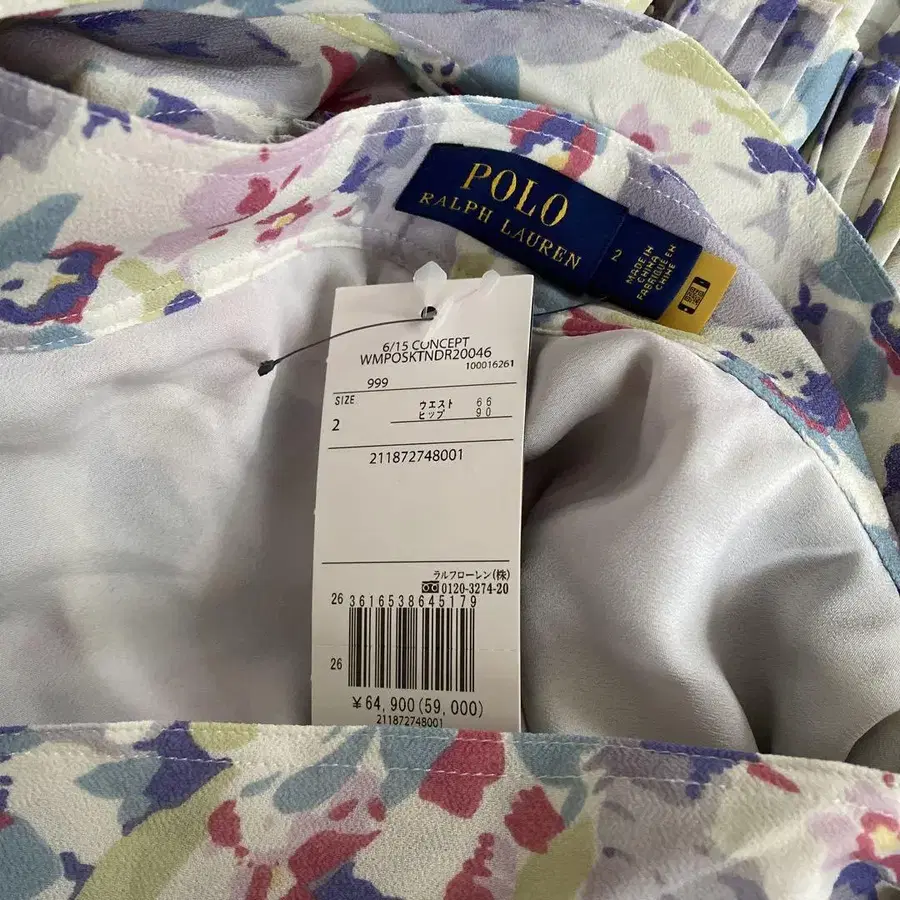 POLO
RALPH LAUREN
2
MADE IN
CHINA
FABRIQUÉ EN
CHINE
6/15 CONCEPT
WMPOSKTNDR20046
100016261
999
SIZE
2
ウエスト 66
ヒップ 90
211872748001
ラルフローレン(株)
0120-3274-20
26 3616538645179
26
¥64,900(59,000)
211872748001